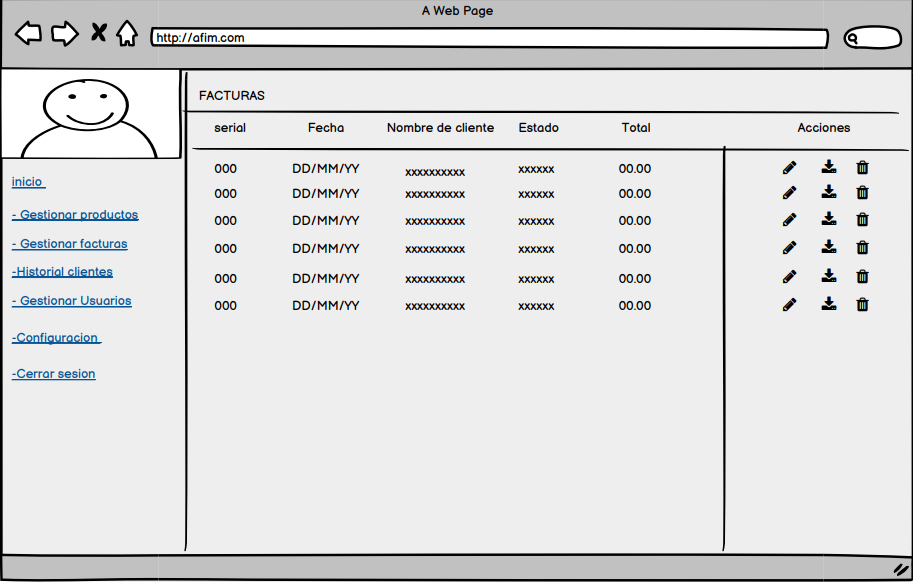 A Web Page
http://afim.com
FACTURAS
serial Fecha Nombre de cliente Estado Total Acciones
000 DD/MM/YY xxxxxxxxxx xxxxxx 00.00
000 DD/MM/YY xxxxxxxxxx xxxxxx 00.00
000 DD/MM/YY xxxxxxxxxx xxxxxx 00.00
000 DD/MM/YY xxxxxxxxxx xxxxxx 00.00
000 DD/MM/YY xxxxxxxxxx xxxxxx 00.00
000 DD/MM/YY xxxxxxxxxx xxxxxx 00.00
inicio
- Gestionar productos
- Gestionar facturas
-Historial clientes
- Gestionar Usuarios
-Configuracion
-Cerrar sesion